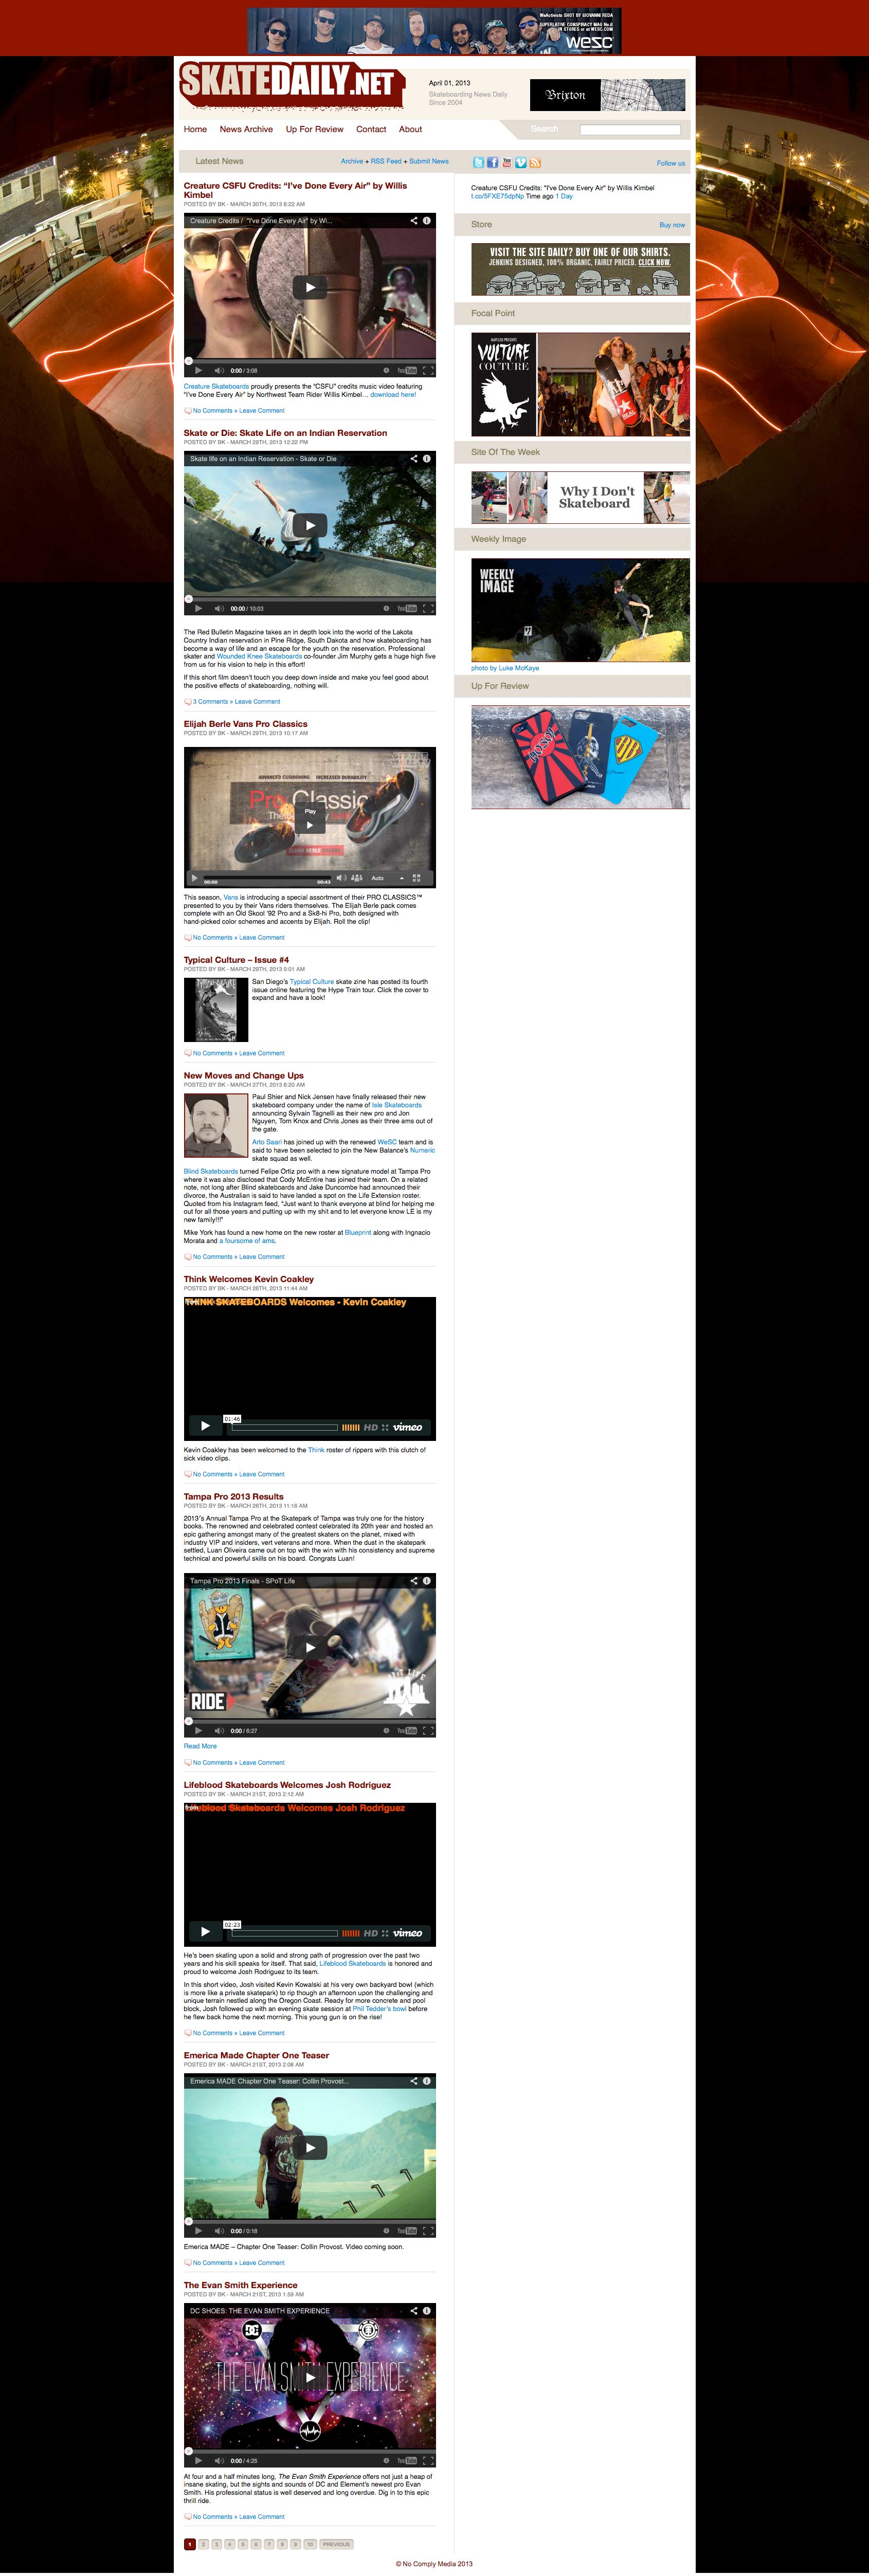 WeActivists SHOT BY GIOVANNI REDA
SUPERLATIVE CONSPIRACY MAG No.8
IN STORES or at WESC.COM
wesc
SKATEDAILY.NET
April 01, 2013
Skateboarding News Daily
Since 2004
Brixton
Home News Archive Up For Review Contact About
Search
Latest News
Archive + RSS Feed + Submit News
Creature CSFU Credits: “I’ve Done Every Air” by Willis
Kimbel
POSTED BY BK - MARCH 30TH, 2013 6:22 AM
Creature Credits / "I've Done Every Air" by Wi...
0:00 / 3:08
YouTube
Creature Skateboards proudly presents the “CSFU” credits music video featuring
“I’ve Done Every Air” by Northwest Team Rider Willis Kimbel… download here!
No Comments » Leave Comment
Skate or Die: Skate Life on an Indian Reservation
POSTED BY BK - MARCH 29TH, 2013 12:22 PM
Skate life on an Indian Reservation - Skate or Die
00:00 / 10:03
YouTube
The Red Bulletin Magazine takes an in depth look into the world of the Lakota
Country Indian reservation in Pine Ridge, South Dakota and how skateboarding has
become a way of life and an escape for the youth on the reservation. Professional
skater and Wounded Knee Skateboards co-founder Jim Murphy gets a huge high five
from us for his vision to help in this effort!
If this short film doesn’t touch you deep down inside and make you feel good about
the positive effects of skateboarding, nothing will.
3 Comments » Leave Comment
Elijah Berle Vans Pro Classics
POSTED BY BK - MARCH 29TH, 2013 10:17 AM
ADVANCED CUSHIONING INCREASED DURABILITY
Pro Classic
Play
ELIJAH BERLE
00:00
00:43
Auto
This season, Vans is introducing a special assortment of their PRO CLASSICS™
presented to you by their Vans riders themselves. The Elijah Berle pack comes
complete with an Old Skool ’92 Pro and a Sk8-hi Pro, both designed with
hand-picked color schemes and accents by Elijah. Roll the clip!
No Comments » Leave Comment
Typical Culture – Issue #4
POSTED BY BK - MARCH 28TH, 2013 9:01 AM
San Diego’s Typical Culture skate zine has posted its fourth
issue online featuring the Hype Train tour. Click the cover to
expand and have a look!
No Comments » Leave Comment
New Moves and Change Ups
POSTED BY BK - MARCH 27TH, 2013 8:20 AM
Paul Shier and Nick Jensen have finally released their new
skateboard company under the name of Isle Skateboards
announcing Sylvain Tagnelli as their new pro and Jon
Nguyen, Tom Knox and Chris Jones as their three ams out of
the gate.
Arto Saari has joined up with the renewed WeSC team and is
said to have been selected to join the New Balance’s Numeric
skate squad as well.
Blind Skateboards turned Felipe Ortiz pro with a new signature model at Tampa Pro
where it was also disclosed that Cody McEntire has joined their team. On a related
note, not long after Blind skateboards and Jake Duncombe had announced their
divorce, the Australian is said to have landed a spot on the Life Extension roster.
Quoted from his Instagram feed, “Just want to thank everyone at blind for helping me
out for all those years and putting up with my shit and to let everyone know LE is my
new family!!!”
Mike York has found a new home on the new roster at Blueprint along with Ingnacio
Morata and a foursome of ams.
No Comments » Leave Comment
Think Welcomes Kevin Coakley
POSTED BY BK - MARCH 26TH, 2013 11:44 AM
THINK SKATEBOARDS Welcomes - Kevin Coakley
01:46
HD
vimeo
Kevin Coakley has been welcomed to the Think roster of rippers with this clutch of
sick video clips.
No Comments » Leave Comment
Tampa Pro 2013 Results
POSTED BY BK - MARCH 26TH, 2013 11:16 AM
2013’s Annual Tampa Pro at the Skatepark of Tampa was truly one for the history
books. The renowned and celebrated contest celebrated its 20th year and hosted an
epic gathering amongst many of the greatest skaters on the planet, mixed with
industry VIP and insiders, vert veterans and more. When the dust in the skatepark
settled, Luan Oliveira came out on top with the win with his consistency and supreme
technical and powerful skills on his board. Congrats Luan!
Tampa Pro 2013 Finals - SPoT Life
RIDE
0:00 / 6:27
YouTube
Read More
No Comments » Leave Comment
Lifeblood Skateboards Welcomes Josh Rodriguez
POSTED BY BK - MARCH 21ST, 2013 2:12 AM
Lifeblood Skateboards Welcomes Josh Rodriguez
02:23
HD
vimeo
He’s been skating upon a solid and strong path of progression over the past two
years and his skill speaks for itself. That said, Lifeblood Skateboards is honored and
proud to welcome Josh Rodriguez to its team.
In this short video, Josh visited Kevin Kowalski at his very own backyard bowl (which
is more like a private skatepark) to rip though an afternoon upon the challenging and
unique terrain nestled along the Oregon Coast. Ready for more concrete and pool
block, Josh followed up with an evening skate session at Phil Tedder’s bowl before
he flew back home the next morning. This young gun is on the rise!
No Comments » Leave Comment
Emerica Made Chapter One Teaser
POSTED BY BK - MARCH 21ST, 2013 2:08 AM
Emerica MADE Chapter One Teaser: Collin Provost...
0:00 / 0:18
YouTube
Emerica MADE – Chapter One Teaser: Collin Provost. Video coming soon.
No Comments » Leave Comment
The Evan Smith Experience
POSTED BY BK - MARCH 21ST, 2013 1:59 AM
DC SHOES: THE EVAN SMITH EXPERIENCE
THE EVAN SMITH EXPERIENCE
0:00 / 4:25
YouTube
At four and a half minutes long, The Evan Smith Experience offers not just a heap of
insane skating, but the sights and sounds of DC and Element’s newest pro Evan
Smith. His professional status is well deserved and long overdue. Dig in to this epic
thrill ride.
No Comments » Leave Comment
1 2 3 4 5 6 7 8 9 10 PREVIOUS
© No Comply Media 2013
Follow us
Creature CSFU Credits: "I've Done Every Air" by Willis Kimbel
t.co/5FXE75dpNp Time ago 1 Day
Store
Buy now
VISIT THE SITE DAILY? BUY ONE OF OUR SHIRTS.
JENKINS DESIGNED, 100% ORGANIC, FAIRLY PRICED. CLICK NOW.
Focal Point
VULTURE
COUTURE
Site Of The Week
Why I Don't
Skateboard
Weekly Image
WEEKLY
IMAGE
photo by Luke McKaye
Up For Review